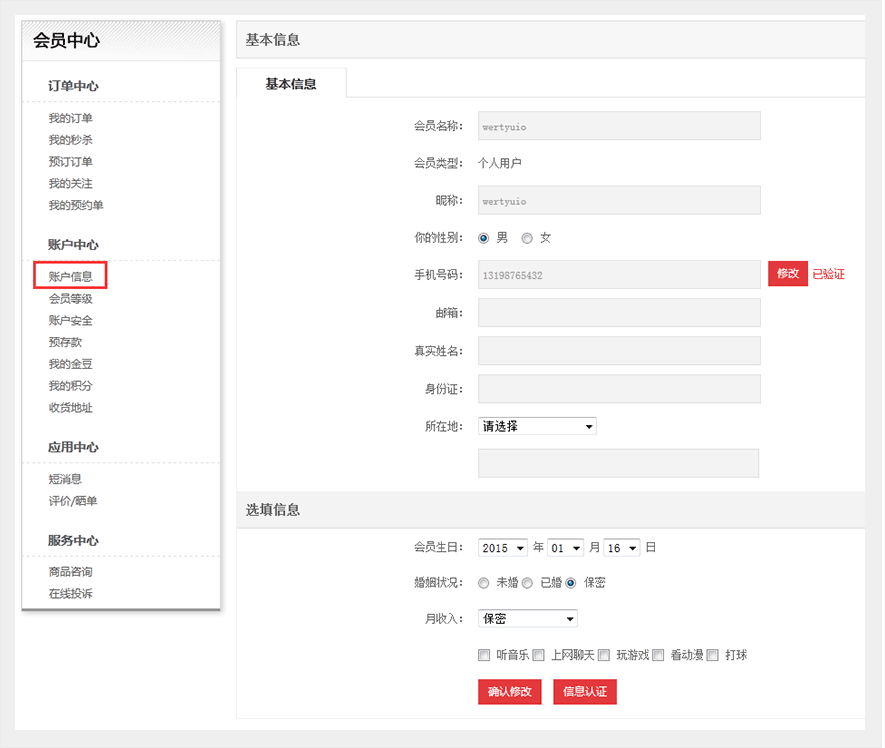 会员中心
订单中心
我的订单
我的秒杀
预订订单
我的关注
我的预约单
账户中心
账户信息
会员等级
账户安全
预存款
我的金豆
我的积分
收货地址
应用中心
短消息
评价/晒单
服务中心
商品咨询
在线投诉
基本信息
基本信息
会员名称: wertyuio
会员类型: 个人用户
昵称: wertyuio
你的性别: 男 女
手机号码: 13198765432 修改 已验证
邮箱:
真实姓名:
身份证:
所在地: 请选择
选填信息
会员生日: 2015 年 01 月 16 日
婚姻状况: 未婚 已婚 保密
月收入: 保密
听音乐 上网聊天 玩游戏 看动漫 打球
确认修改 信息认证